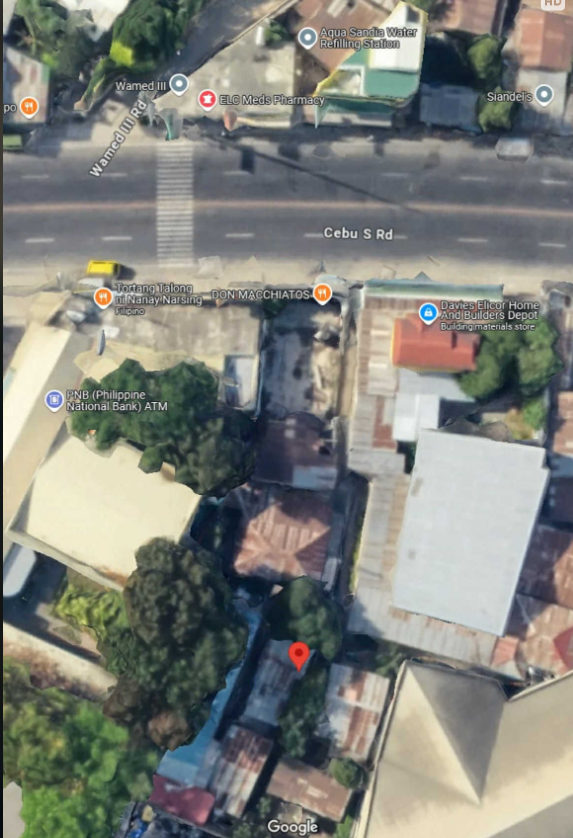 HD
Aqua Sandia Water
Refilling Station
Wamed III
po
ELC Meds Pharmacy
Siandel's
Wamed III Rd
Cebu S Rd
Tortang Talong
ni Nanay Narsing
Filipino
DON MACCHIATOS
Davies Elicor Home
And Builders Depot
Building materials store
PNB (Philippine
National Bank) ATM
Google